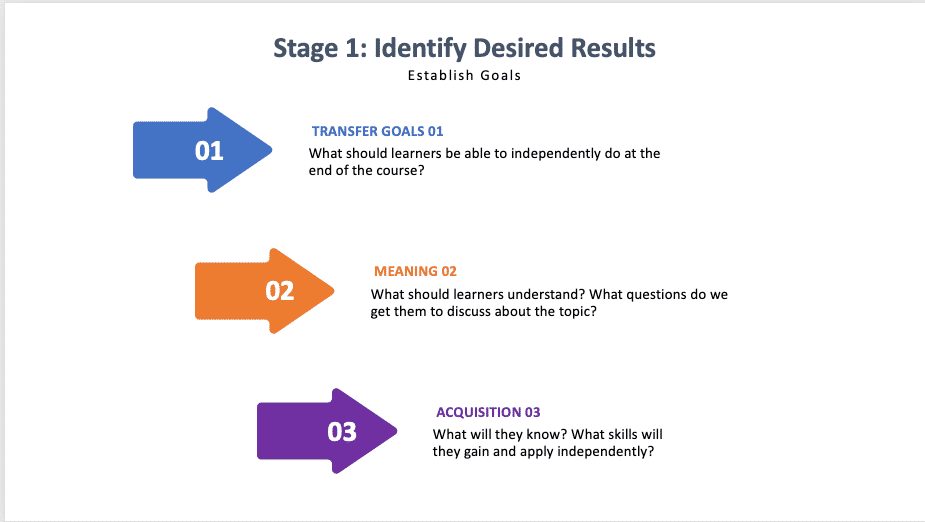 Stage 1: Identify Desired Results
Establish Goals
01
TRANSFER GOALS 01
What should learners be able to independently do at the
end of the course?
02
MEANING 02
What should learners understand? What questions do we
get them to discuss about the topic?
03
ACQUISITION 03
What will they know? What skills will
they gain and apply independently?